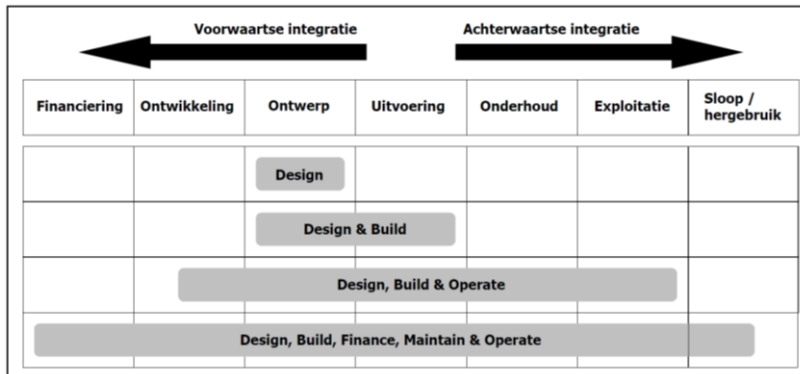 Voorwaartse integratie Achterwaartse integratie
Financiering Ontwikkeling Ontwerp Uitvoering Onderhoud Exploitatie Sloop /
hergebruik
Design
Design & Build
Design, Build & Operate
Design, Build, Finance, Maintain & Operate